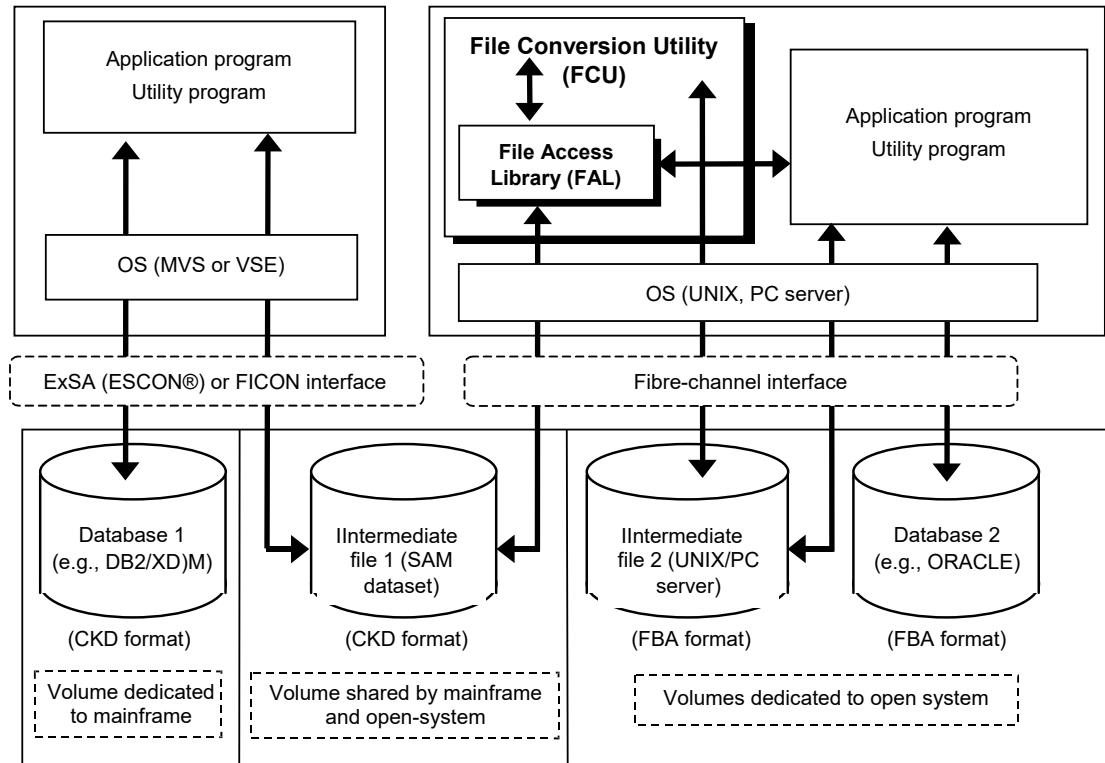 Application program
Utility program
OS (MVS or VSE)
File Conversion Utility
(FCU)
File Access
Library (FAL)
Application program
Utility program
OS (UNIX, PC server)
ExSA (ESCON®) or FICON interface
Fibre-channel interface
Database 1
(e.g., DB2/XD)M)
(CKD format)
Volume dedicated
to mainframe
IIntermediate
file 1 (SAM
dataset)
(CKD format)
Volume shared by mainframe
and open-system
IIntermediate
file 2 (UNIX/PC
server)
(FBA format)
Database 2
(e.g., ORACLE)
(FBA format)
Volumes dedicated to open system